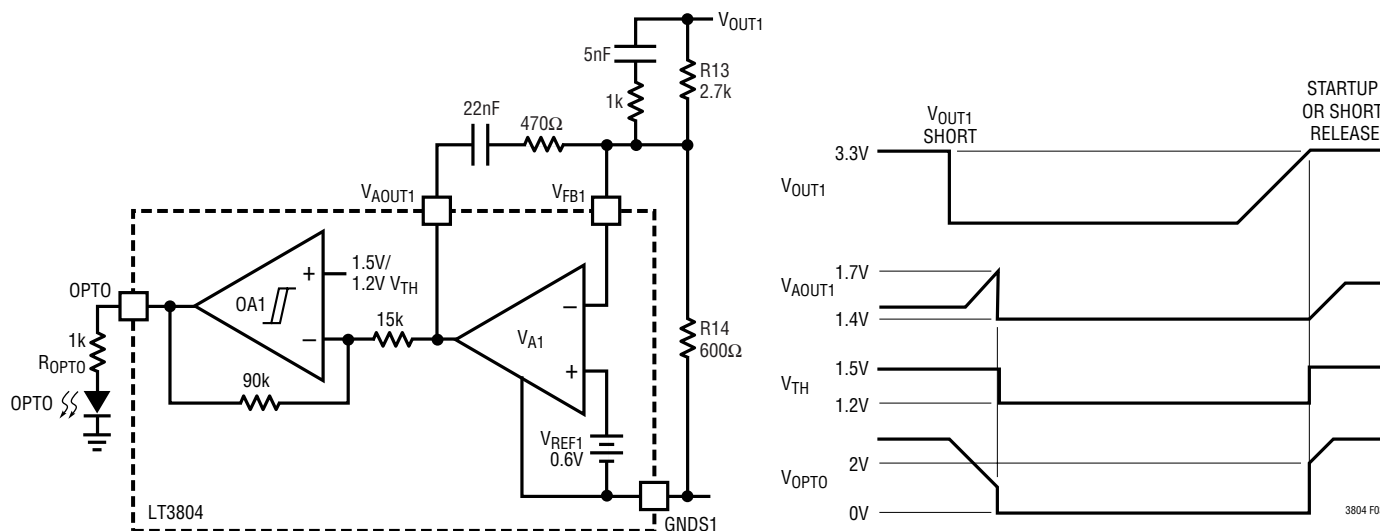 VOUT1
5nF
R13
2.7k
1k
22nF
470Ω
VAOUT1
VFB1
OPTO
OA1
+
1.5V/
1.2V VTH
−
15k
VA1
−
+
R14
600Ω
1k
ROPTO
90k
OPTO
VREF1
0.6V
LT3804
GNDS1
VOUT1
SHORT
STARTUP
OR SHORT
RELEASE
3.3V
VOUT1
1.7V
VAOUT1
1.4V
1.5V
VTH
1.2V
2V
VOPTO
0V
3804 F0